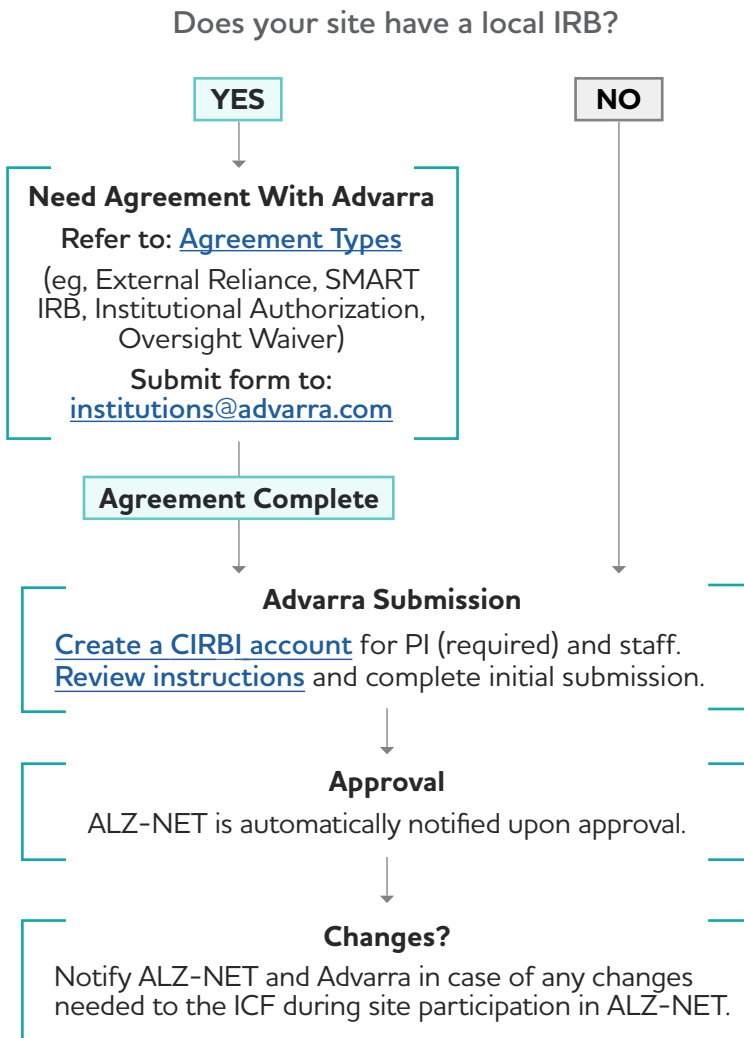 Does your site have a local IRB?
YES
NO
Need Agreement With Advarra
Refer to: Agreement Types
(eg, External Reliance, SMART
IRB, Institutional Authorization,
Oversight Waiver)
Submit form to:
institutions@advarra.com
Agreement Complete
Advarra Submission
Create a CIRBI account for PI (required) and staff.
Review instructions and complete initial submission.
Approval
ALZ-NET is automatically notified upon approval.
Changes?
Notify ALZ-NET and Advarra in case of any changes
needed to the ICF during site participation in ALZ-NET.